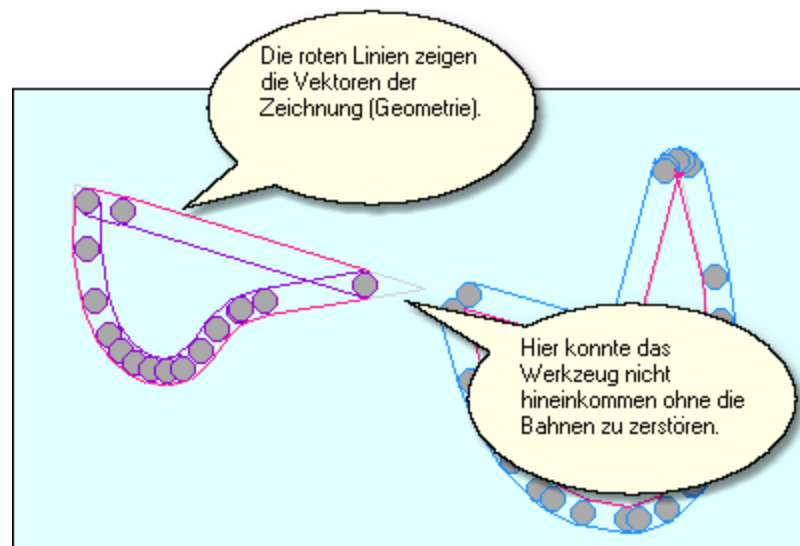 Die roten Linien zeigen
die Vektoren der
Zeichnung (Geometrie).
Hier konnte das
Werkzeug nicht
hineinkommen ohne die
Bahnen zu zerstören.